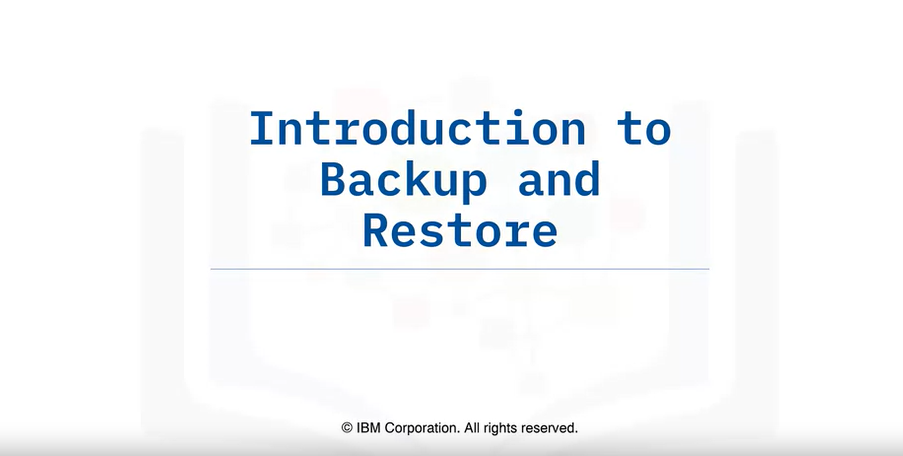 Introduction to
Backup and
Restore
© IBM Corporation. All rights reserved.